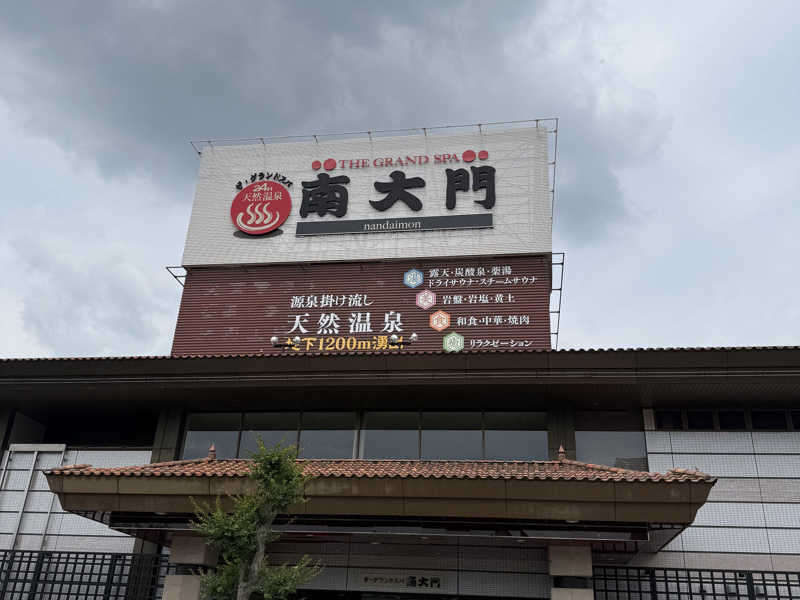 THE GRAND SPA
ザ・グランドスパ
24H
天然温泉
南大門
nandaimon
源泉掛け流し
天然温泉
地下1200m湧出
露天・炭酸泉・薬湯
ドライサウナ・スチームサウナ
岩盤・岩塩・黄土
食
和食・中華・焼肉
リラクゼーション
ザ・グランドスパ 南大門